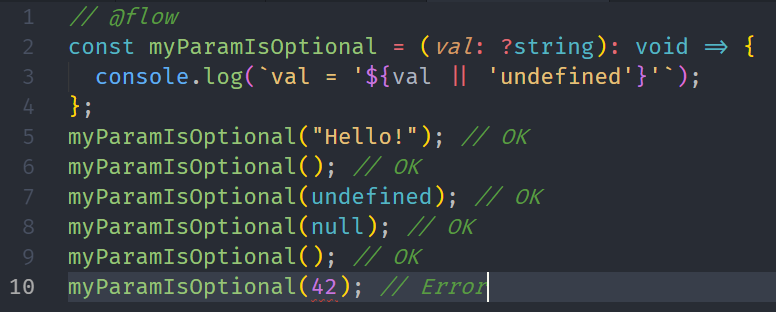 1 // @flow
2 const myParamIsOptional = (val: ?string): void => {
3   console.log(`val = '${val || 'undefined'}'`);
4 };
5 myParamIsOptional("Hello!"); // OK
6 myParamIsOptional(); // OK
7 myParamIsOptional(undefined); // OK
8 myParamIsOptional(null); // OK
9 myParamIsOptional(); // OK
10 myParamIsOptional(42); // Error